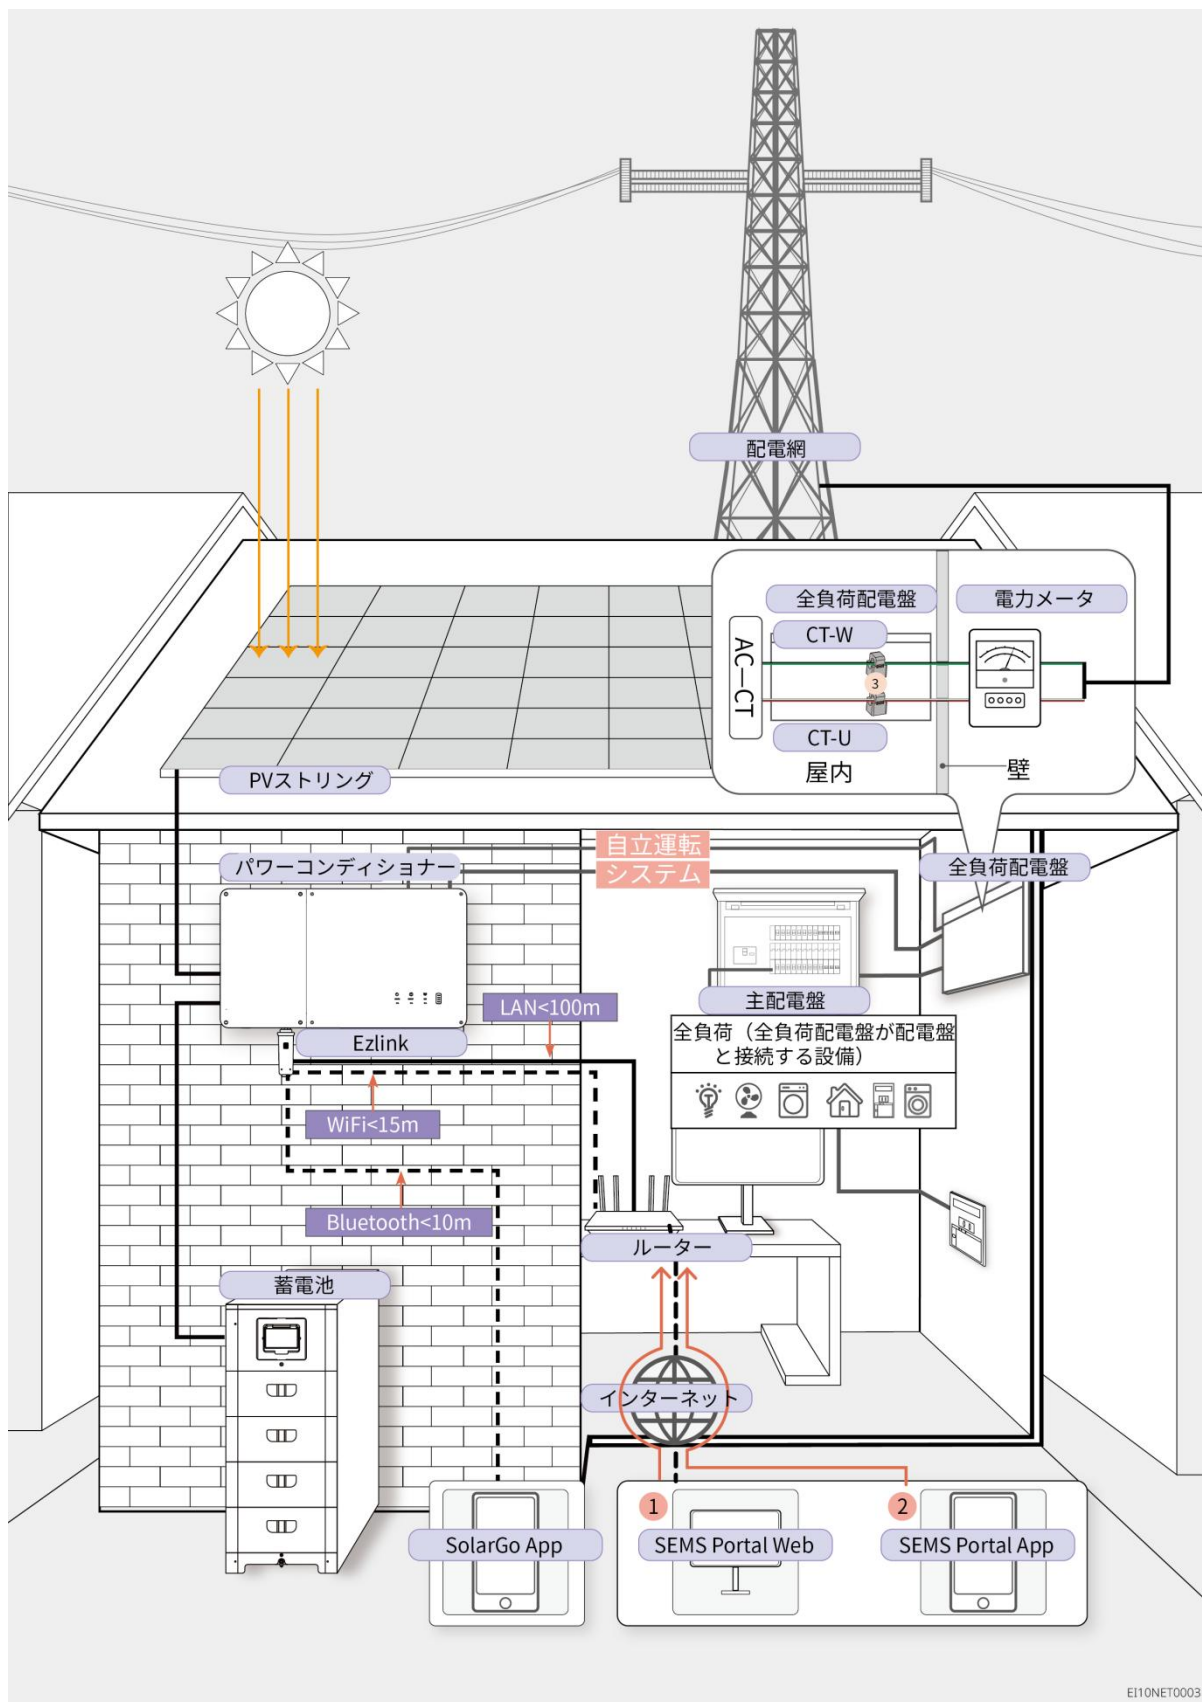 配電網
全負荷配電盤
電力メータ
CT-W
AC—CT
3
CT-U
屋内
壁
PVストリング
自立運転
システム
パワーコンディショナー
全負荷配電盤
LAN<100m
主配電盤
全負荷（全負荷配電盤が配電盤
と接続する設備）
Ezlink
WiFi<15m
Bluetooth<10m
ルーター
蓄電池
インターネット
1
2
SolarGo App
SEMS Portal Web
SEMS Portal App
EI10NET0003